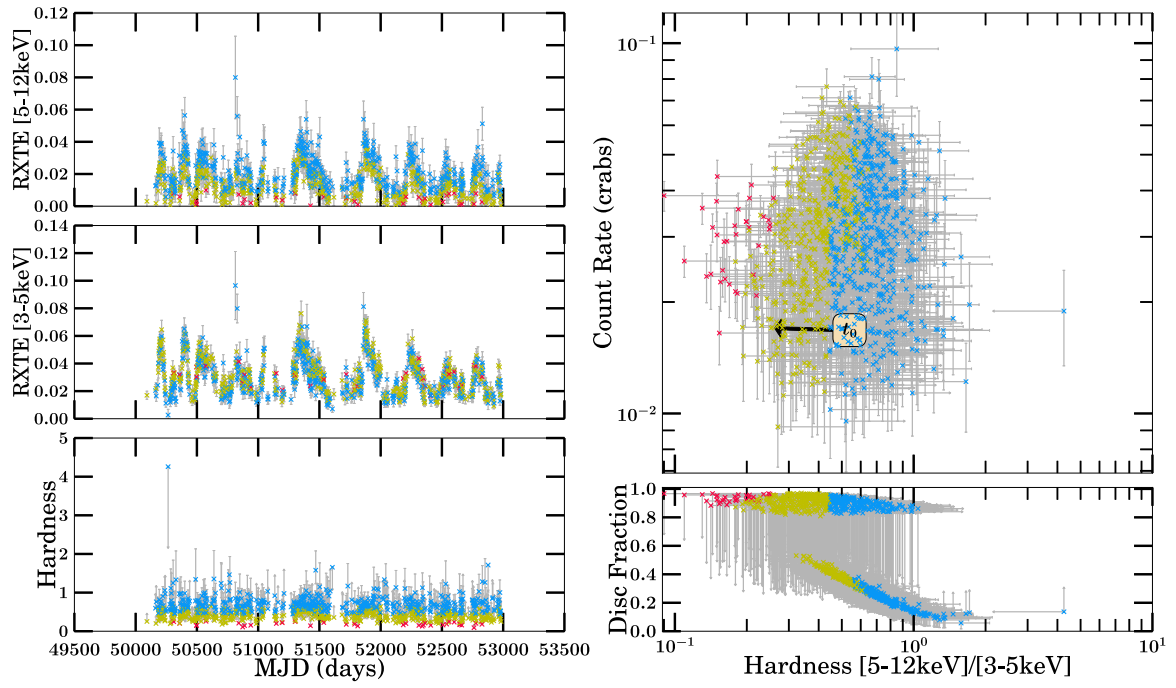 RXTE [5-12keV]
0.12
0.10
0.08
0.06
0.04
0.02
0.00
RXTE [3-5keV]
0.14
0.12
0.10
0.08
0.06
0.04
0.02
0.00
Hardness
5
4
3
2
1
0
49500 50000 50500 51000 51500 52000 52500 53000 53500
MJD (days)
Count Rate (crabs)
10⁻¹
10⁻²
t₀
Disc Fraction
1.0
0.8
0.6
0.4
0.2
0.0
10⁻¹ 10⁰ 10¹
Hardness [5-12keV]/[3-5keV]